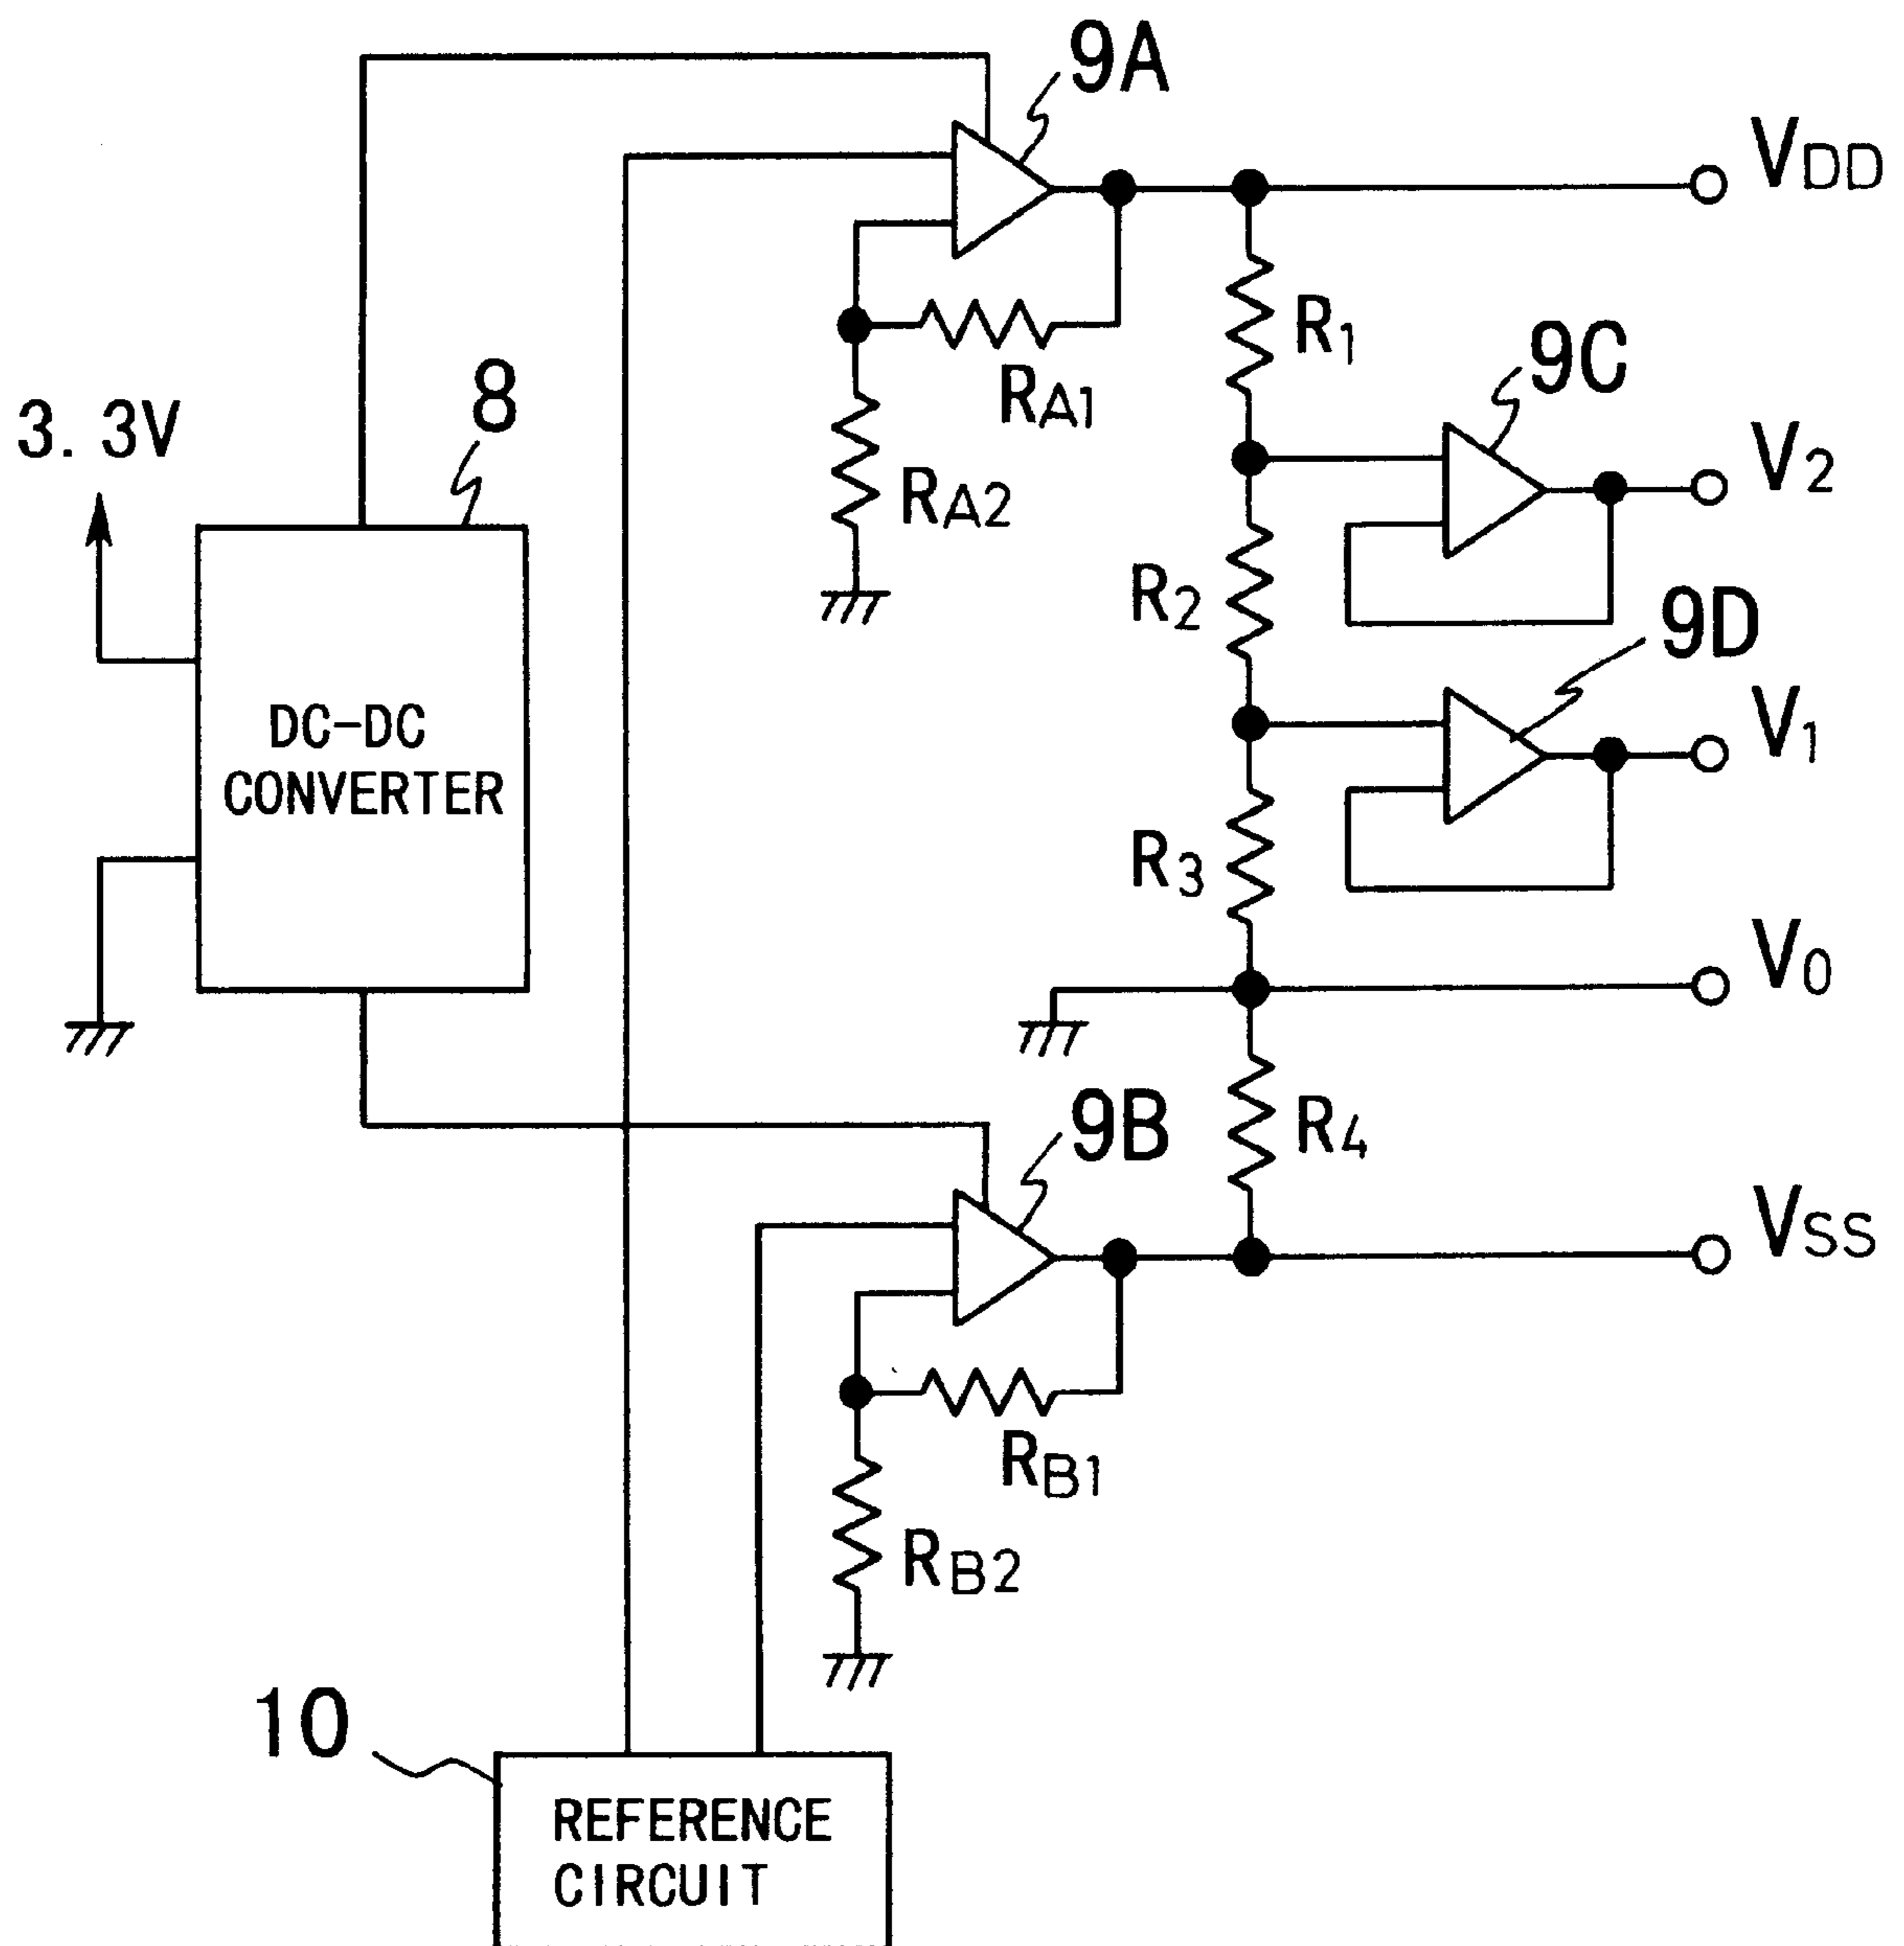 9A
VDD
R1
9C
3.3V
8
RA1
V2
RA2
R2
9D
V1
DC-DC
CONVERTER
R3
V0
9B
R4
VSS
RB1
RB2
10
REFERENCE
CIRCUIT